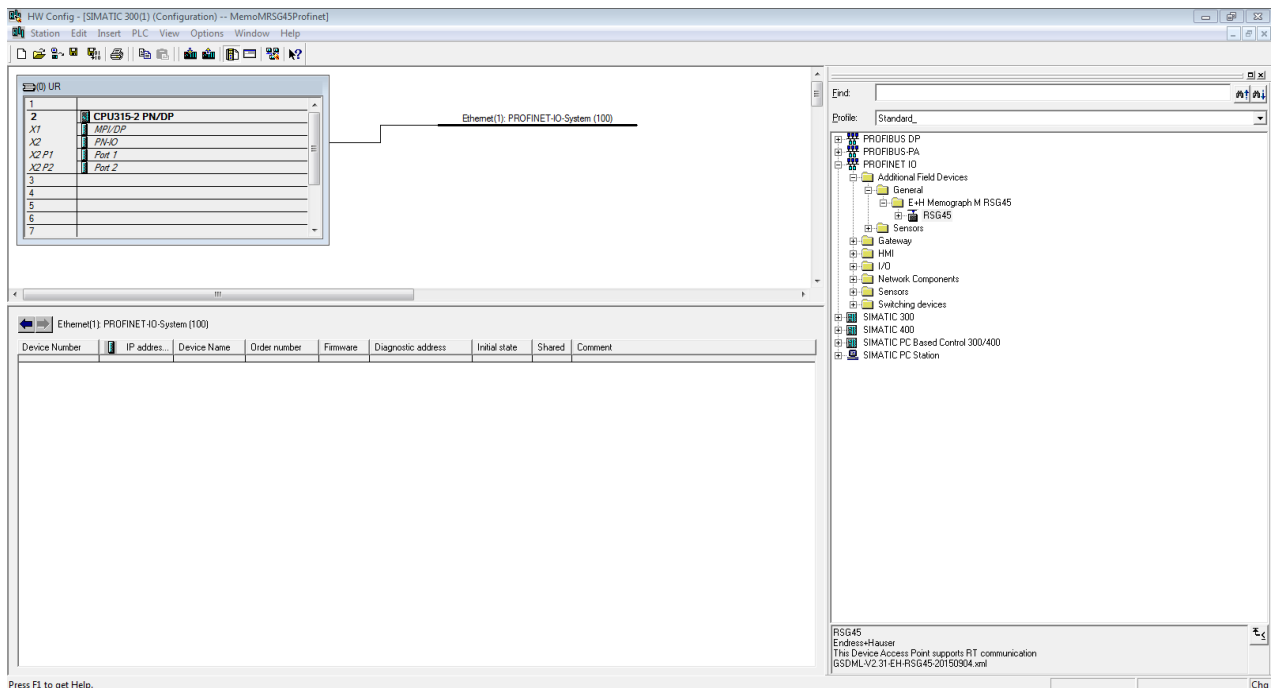 HW Config - [SIMATIC 300(1) (Configuration) -- MemoMRSG45Profinet]
Station Edit Insert PLC View Options Window Help
(0) UR
1
2 CPU315-2 PN/DP
X1 MPI/DP
X2 PN-IO
X2 P1 Port 1
X2 P2 Port 2
3
4
5
6
7
Ethernet(1): PROFINET-IO-System (100)
Ethernet(1): PROFINET-IO-System (100)
Device Number IP addres... Device Name Order number Firmware Diagnostic address Initial state Shared Comment
Find:
Profile: Standard_
PROFIBUS DP
PROFIBUS-PA
PROFINET IO
Additional Field Devices
General
E+H Memograph M RSG45
RSG45
Sensors
Gateway
HMI
I/O
Network Components
Sensors
Switching devices
SIMATIC 300
SIMATIC 400
SIMATIC PC Based Control 300/400
SIMATIC PC Station
RSG45
Endress+Hauser
This Device Access Point supports RT communication
GSDML-V2.31-EH-RSG45-20150904.xml
Press F1 to get Help.
Chg